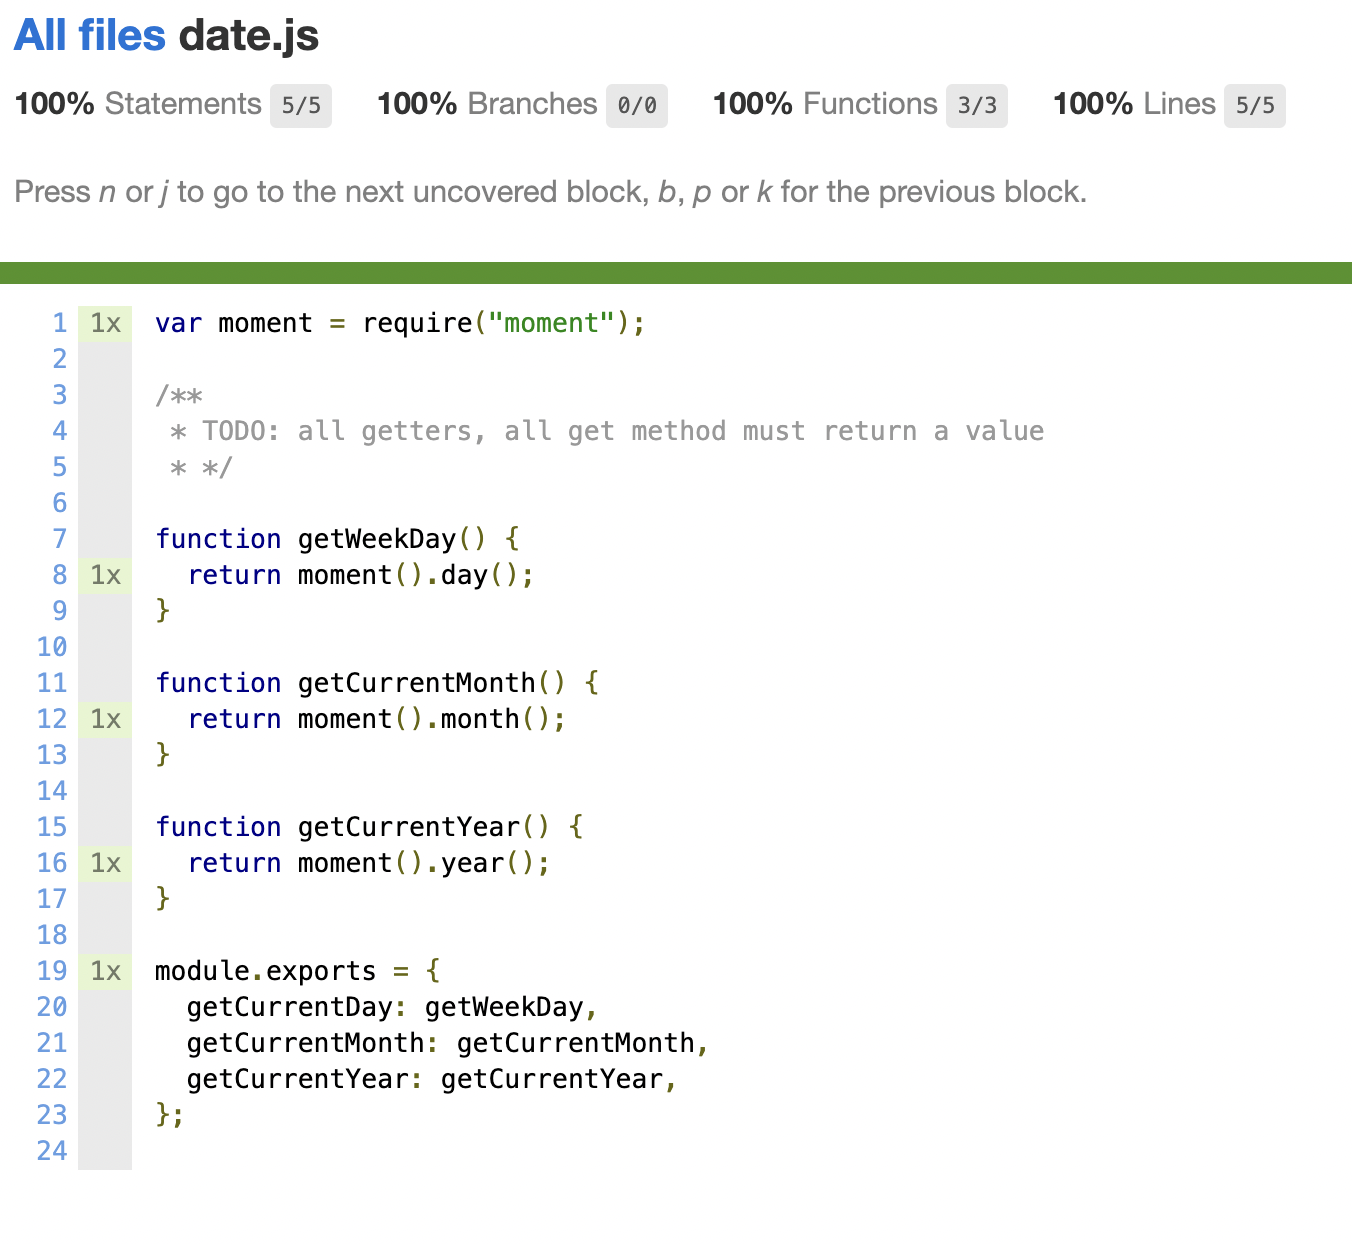 All files date.js
100% Statements 5/5 100% Branches 0/0 100% Functions 3/3 100% Lines 5/5
Press n or j to go to the next uncovered block, b, p or k for the previous block.
1 1x var moment = require("moment");
2
3 /**
4  * TODO: all getters, all get method must return a value
5  * */
6
7 function getWeekDay() {
8 1x   return moment().day();
9 }
10
11 function getCurrentMonth() {
12 1x   return moment().month();
13 }
14
15 function getCurrentYear() {
16 1x   return moment().year();
17 }
18
19 1x module.exports = {
20   getCurrentDay: getWeekDay,
21   getCurrentMonth: getCurrentMonth,
22   getCurrentYear: getCurrentYear,
23 };
24